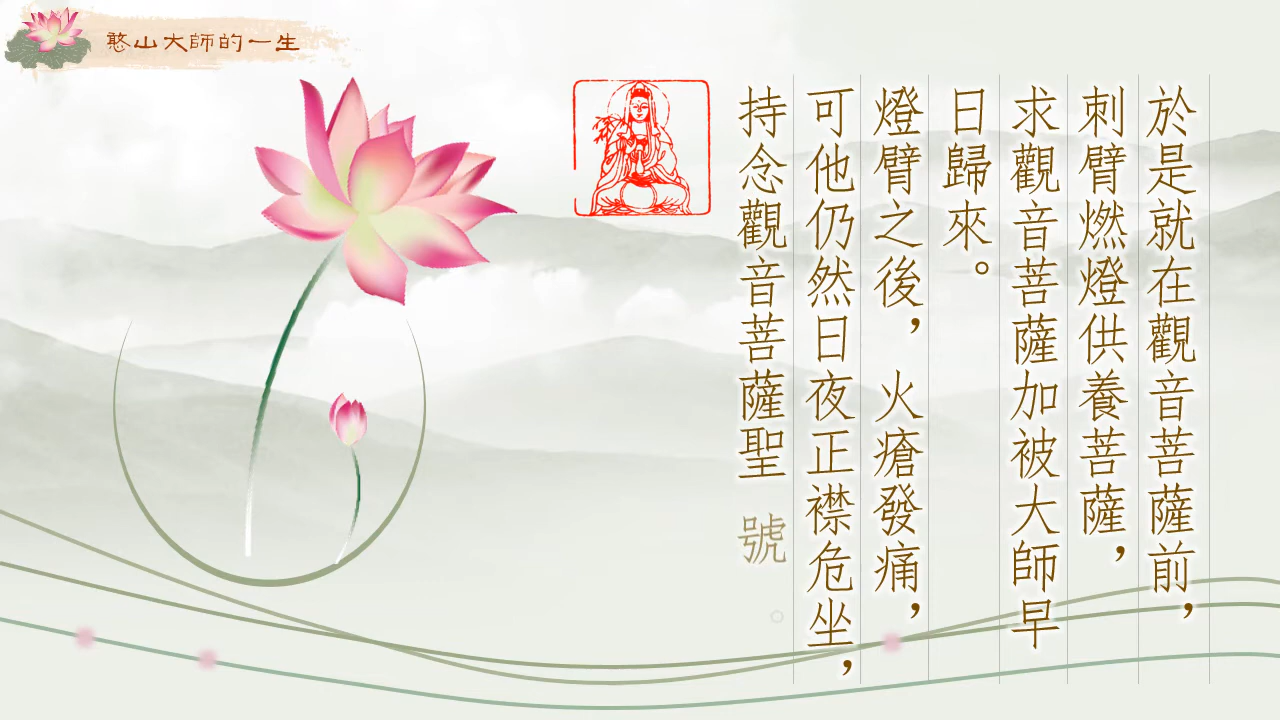 憨山大師的一生
於是就在觀音菩薩前，
刺臂燃燈供養菩薩，
求觀音菩薩加被大師早
日歸來。
燈臂之後，火瘡發痛，
可他仍然日夜正襟危坐，
持念觀音菩薩聖號。